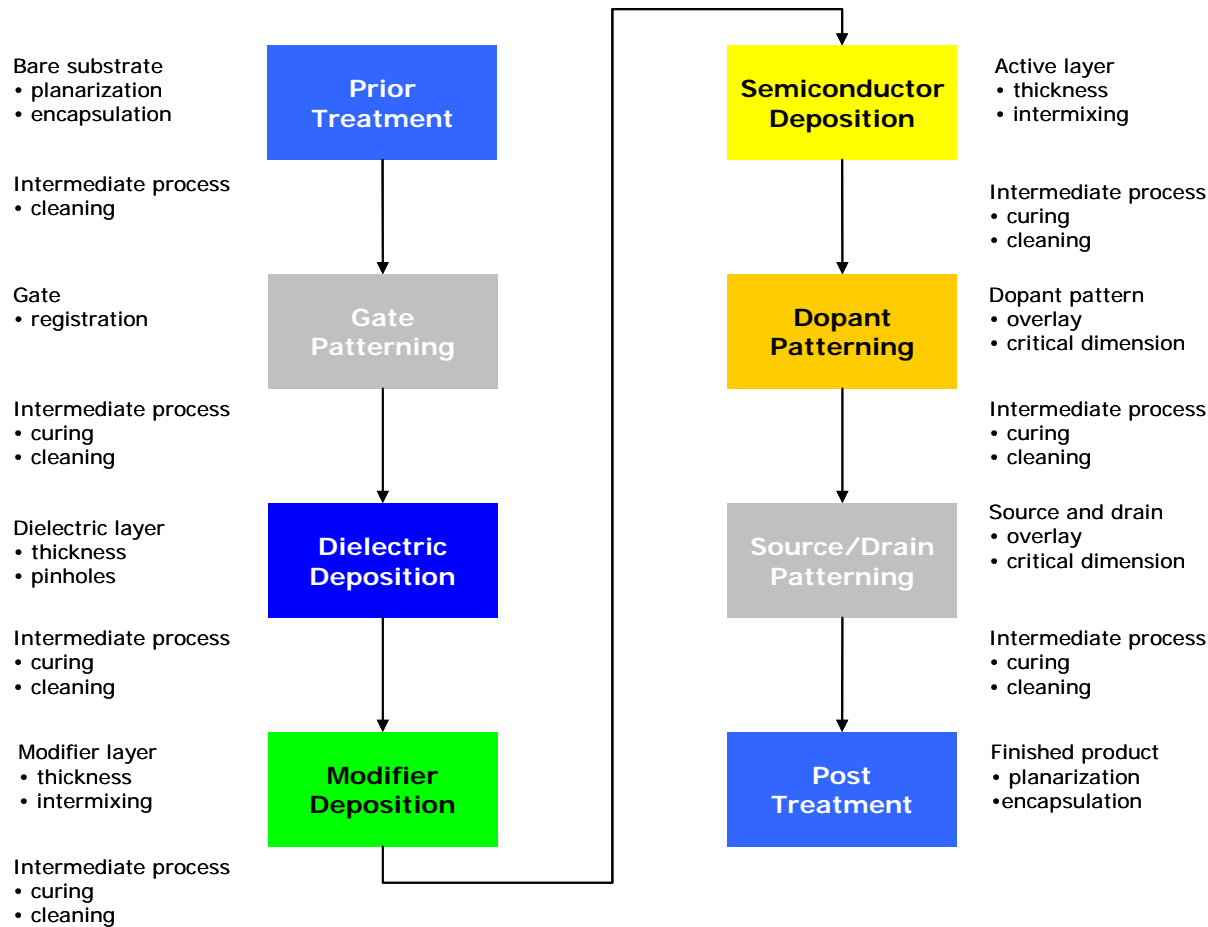 Bare substrate
• planarization
• encapsulation
Prior
Treatment
Intermediate process
• cleaning
Gate
• registration
Gate
Patterning
Intermediate process
• curing
• cleaning
Dielectric layer
• thickness
• pinholes
Dielectric
Deposition
Intermediate process
• curing
• cleaning
Modifier layer
• thickness
• intermixing
Modifier
Deposition
Intermediate process
• curing
• cleaning
Semiconductor
Deposition
Active layer
• thickness
• intermixing
Intermediate process
• curing
• cleaning
Dopant
Patterning
Dopant pattern
• overlay
• critical dimension
Intermediate process
• curing
• cleaning
Source/Drain
Patterning
Source and drain
• overlay
• critical dimension
Intermediate process
• curing
• cleaning
Post
Treatment
Finished product
• planarization
•encapsulation